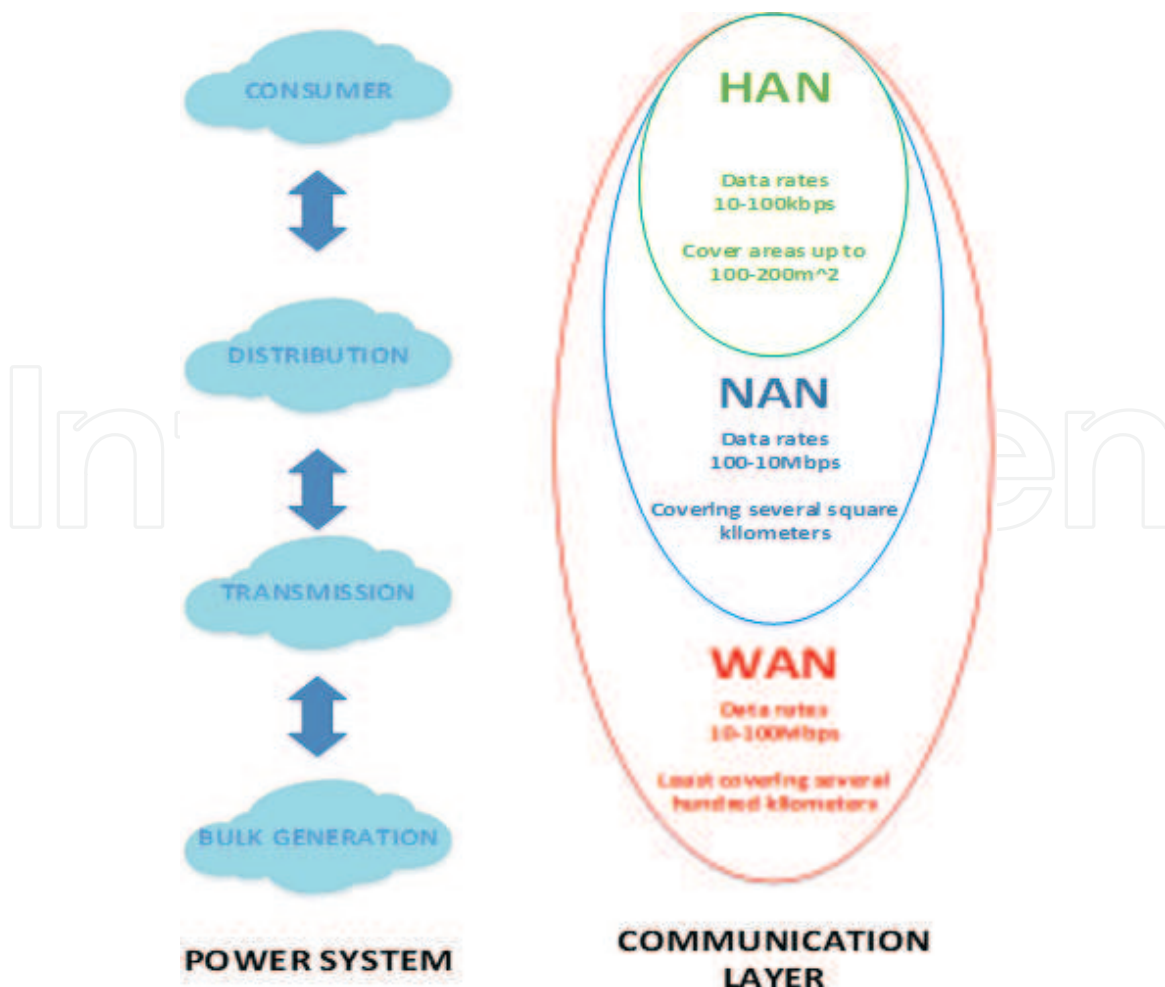 CONSUMER
DISTRIBUTION
TRANSMISSION
BULK GENERATION
POWER SYSTEM
HAN
Data rates
10-100kbps
Cover areas up to
100-200m^2
NAN
Data rates
100-10Mbps
Covering several square
kilometers
WAN
Data rates
10-100Mbps
Least covering several
hundred kilometers
COMMUNICATION
LAYER